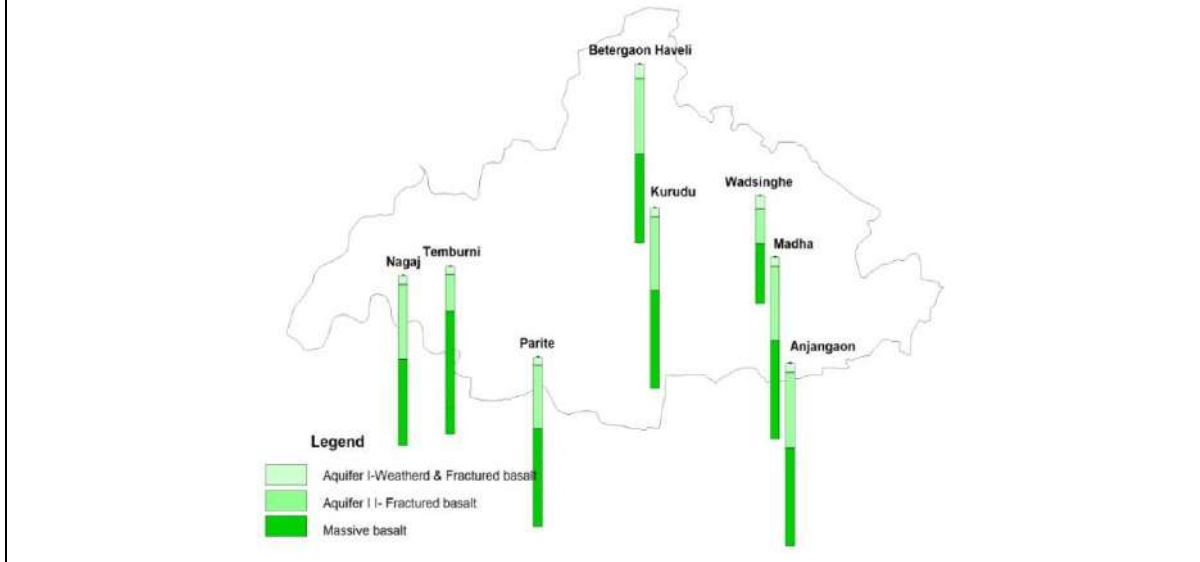 Betergaon Haveli
Kurudu
Wadsinghe
Madha
Temburni
Nagaj
Parite
Anjangaon
Legend
Aquifer I-Weatherd & Fractured basalt
Aquifer I I- Fractured basalt
Massive basalt